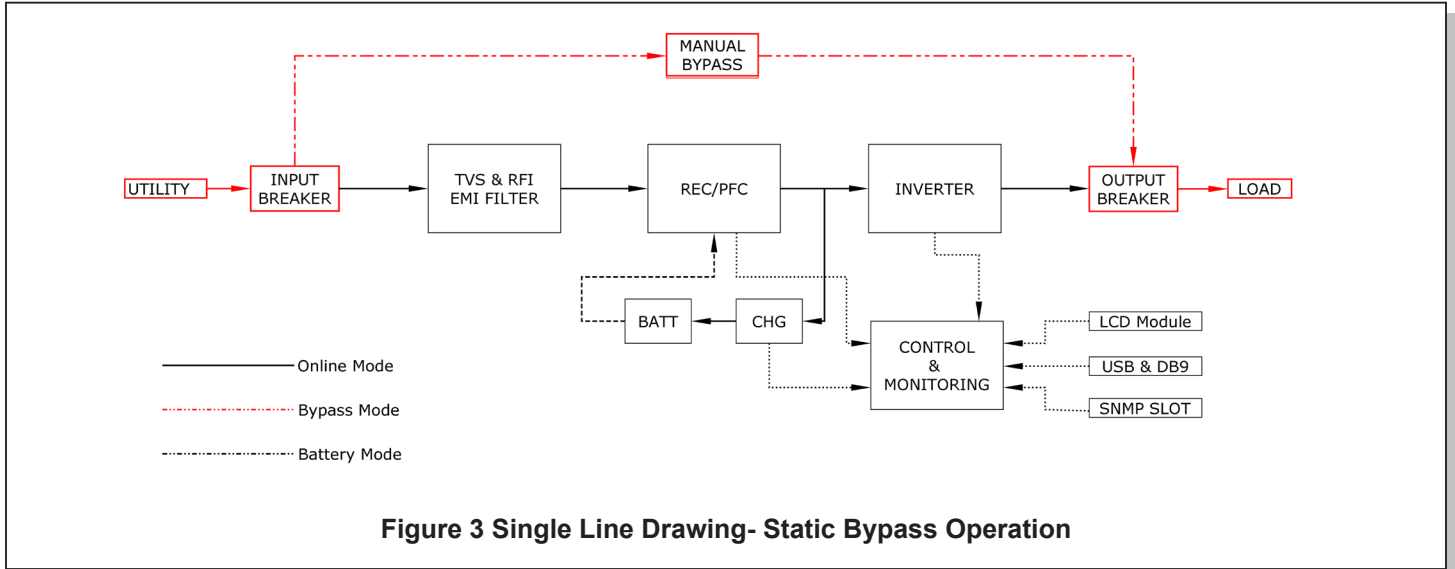 MANUAL
BYPASS
UTILITY
INPUT
BREAKER
TVS & RFI
EMI FILTER
REC/PFC
INVERTER
OUTPUT
BREAKER
LOAD
BATT
CHG
CONTROL
&
MONITORING
LCD Module
USB & DB9
SNMP SLOT
Online Mode
Bypass Mode
Battery Mode
Figure 3 Single Line Drawing- Static Bypass Operation